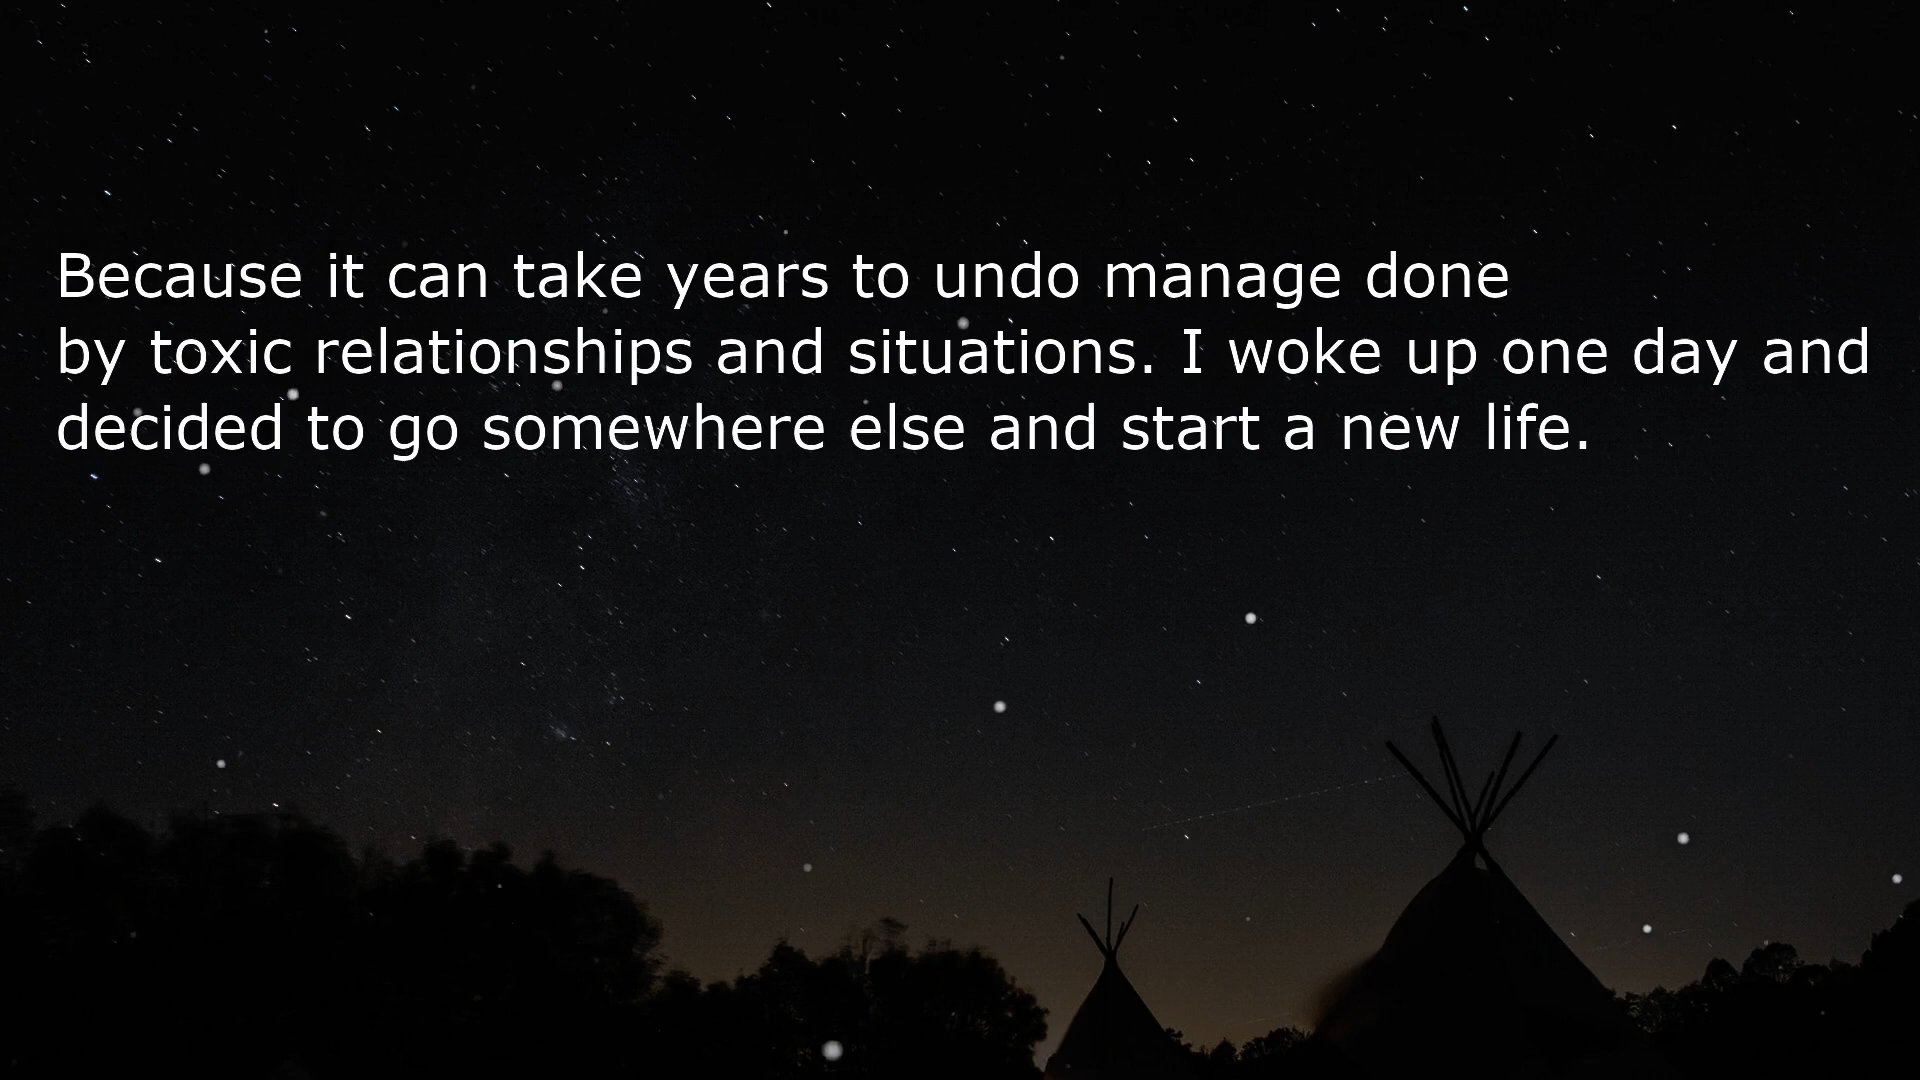 Because it can take years to undo manage done
by toxic relationships and situations. I woke up one day and
decided to go somewhere else and start a new life.